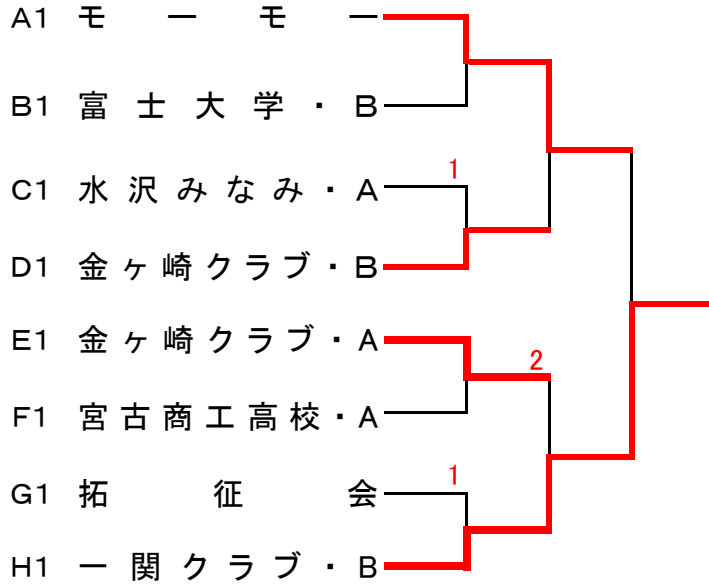 A1 モーモー
B1 富士大学・B
1
C1 水沢みなみ・A
D1 金ヶ崎クラブ・B
E1 金ヶ崎クラブ・A
2
F1 宮古商工高校・A
1
G1 拓征会
H1 一関クラブ・B